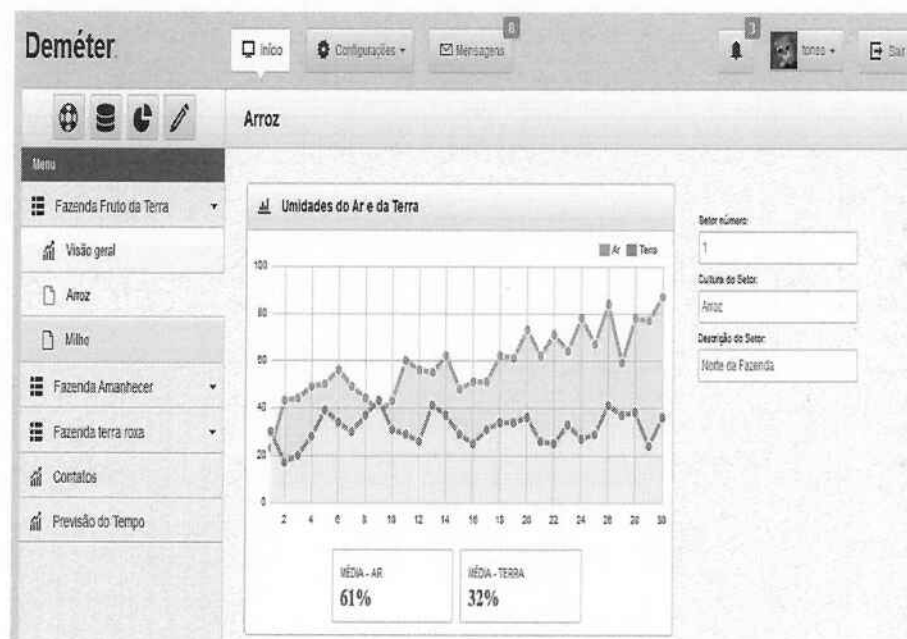 Deméter
Início
Configurações
Mensagens
8
3
Sair
Arroz
Menu
Fazenda Fruto da Terra
Visão geral
Arroz
Milho
Fazenda Amanhecer
Fazenda terra roxa
Contatos
Previsão do Tempo
Umidades do Ar e da Terra
Ar Terra
100
80
60
40
20
0
2 4 6 8 10 12 14 16 18 20 22 24 26 28 30
MÉDIA - AR
61%
MÉDIA - TERRA
32%
Setor número:
1
Cultura do Setor:
Arroz
Descrição do Setor:
Norte da Fazenda